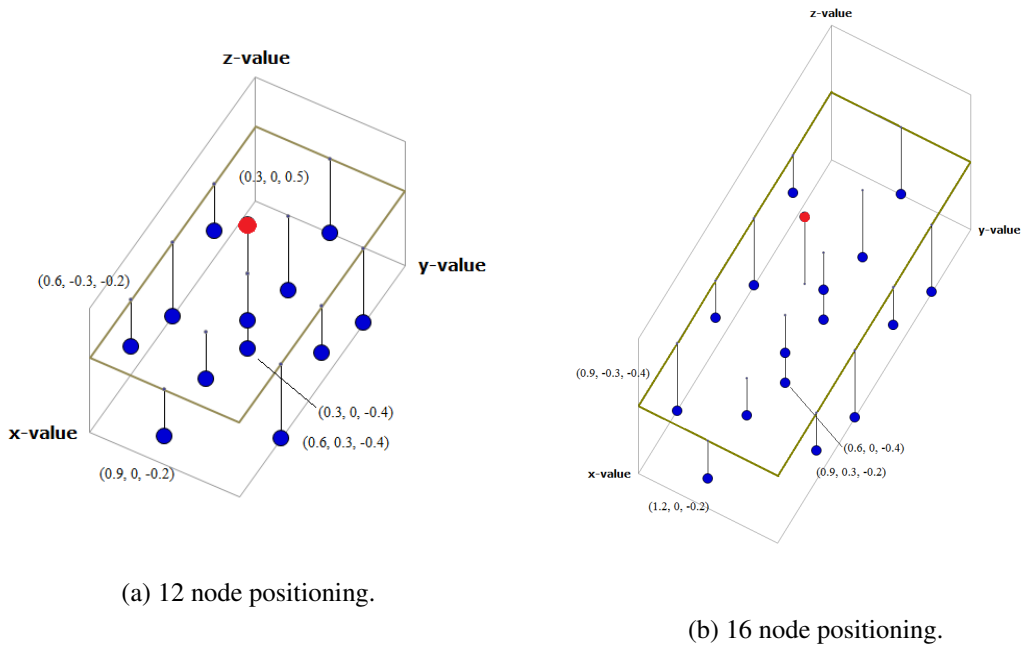 z-value
(0.3, 0, 0.5)
y-value
(0.6, -0.3, -0.2)
(0.3, 0, -0.4)
x-value
(0.6, 0.3, -0.4)
(0.9, 0, -0.2)
(a) 12 node positioning.
z-value
y-value
(0.9, -0.3, -0.4)
(0.6, 0, -0.4)
x-value
(0.9, 0.3, -0.2)
(1.2, 0, -0.2)
(b) 16 node positioning.